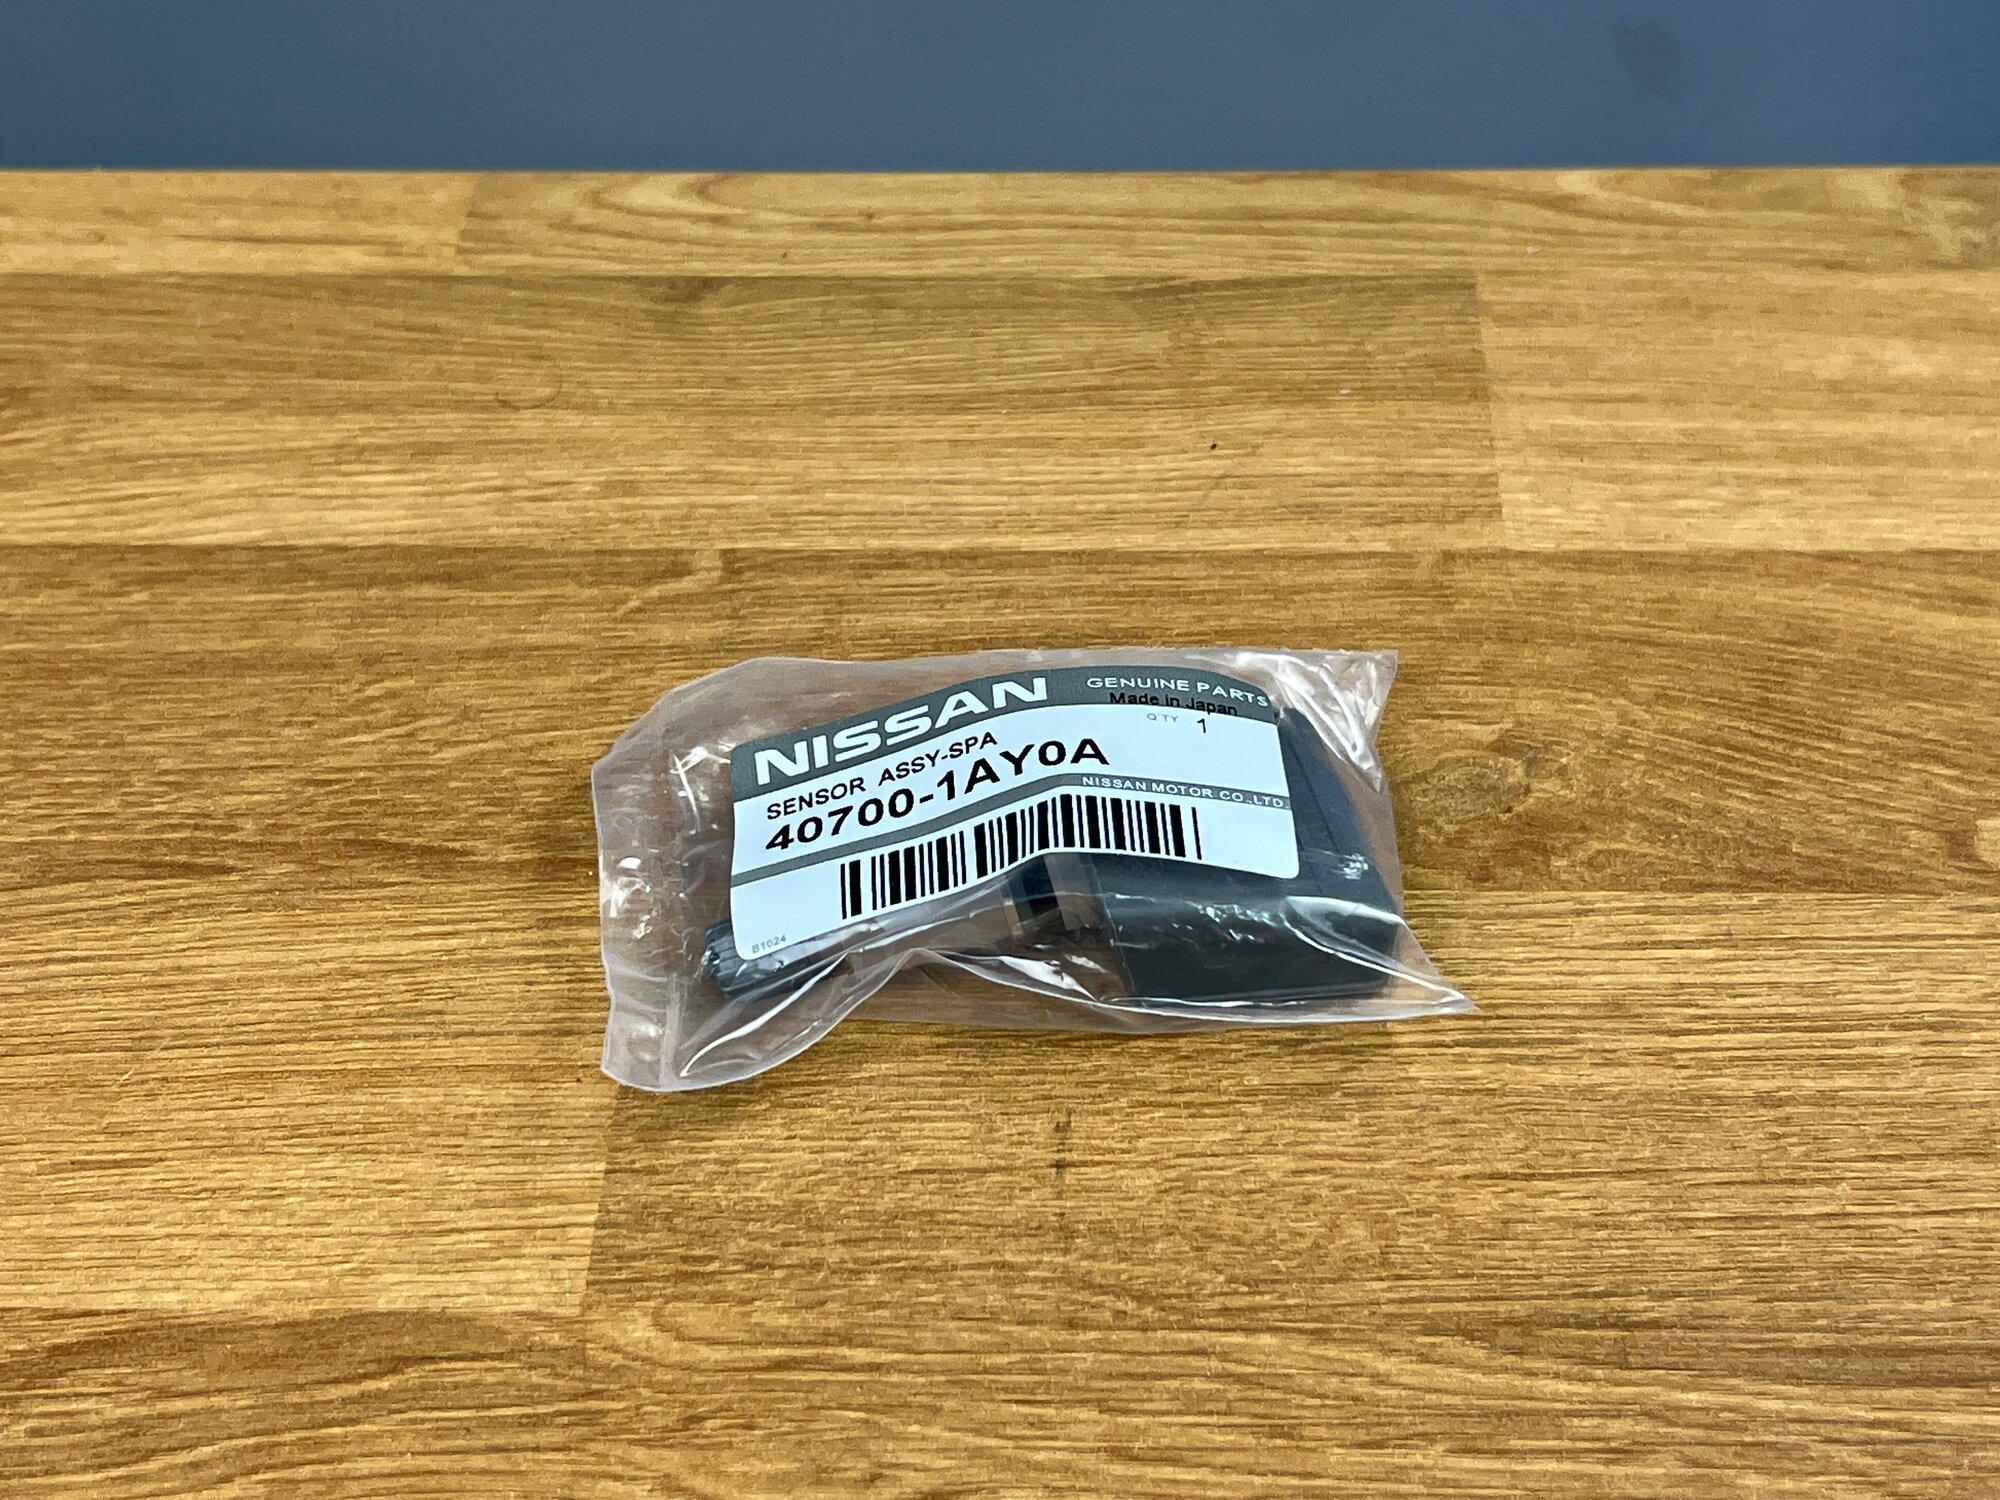 NISSAN GENUINE PARTS
Made in Japan
Q'TY 1
SENSOR ASSY-SPA
40700-1AY0A
NISSAN MOTOR CO.,LTD.
B1024